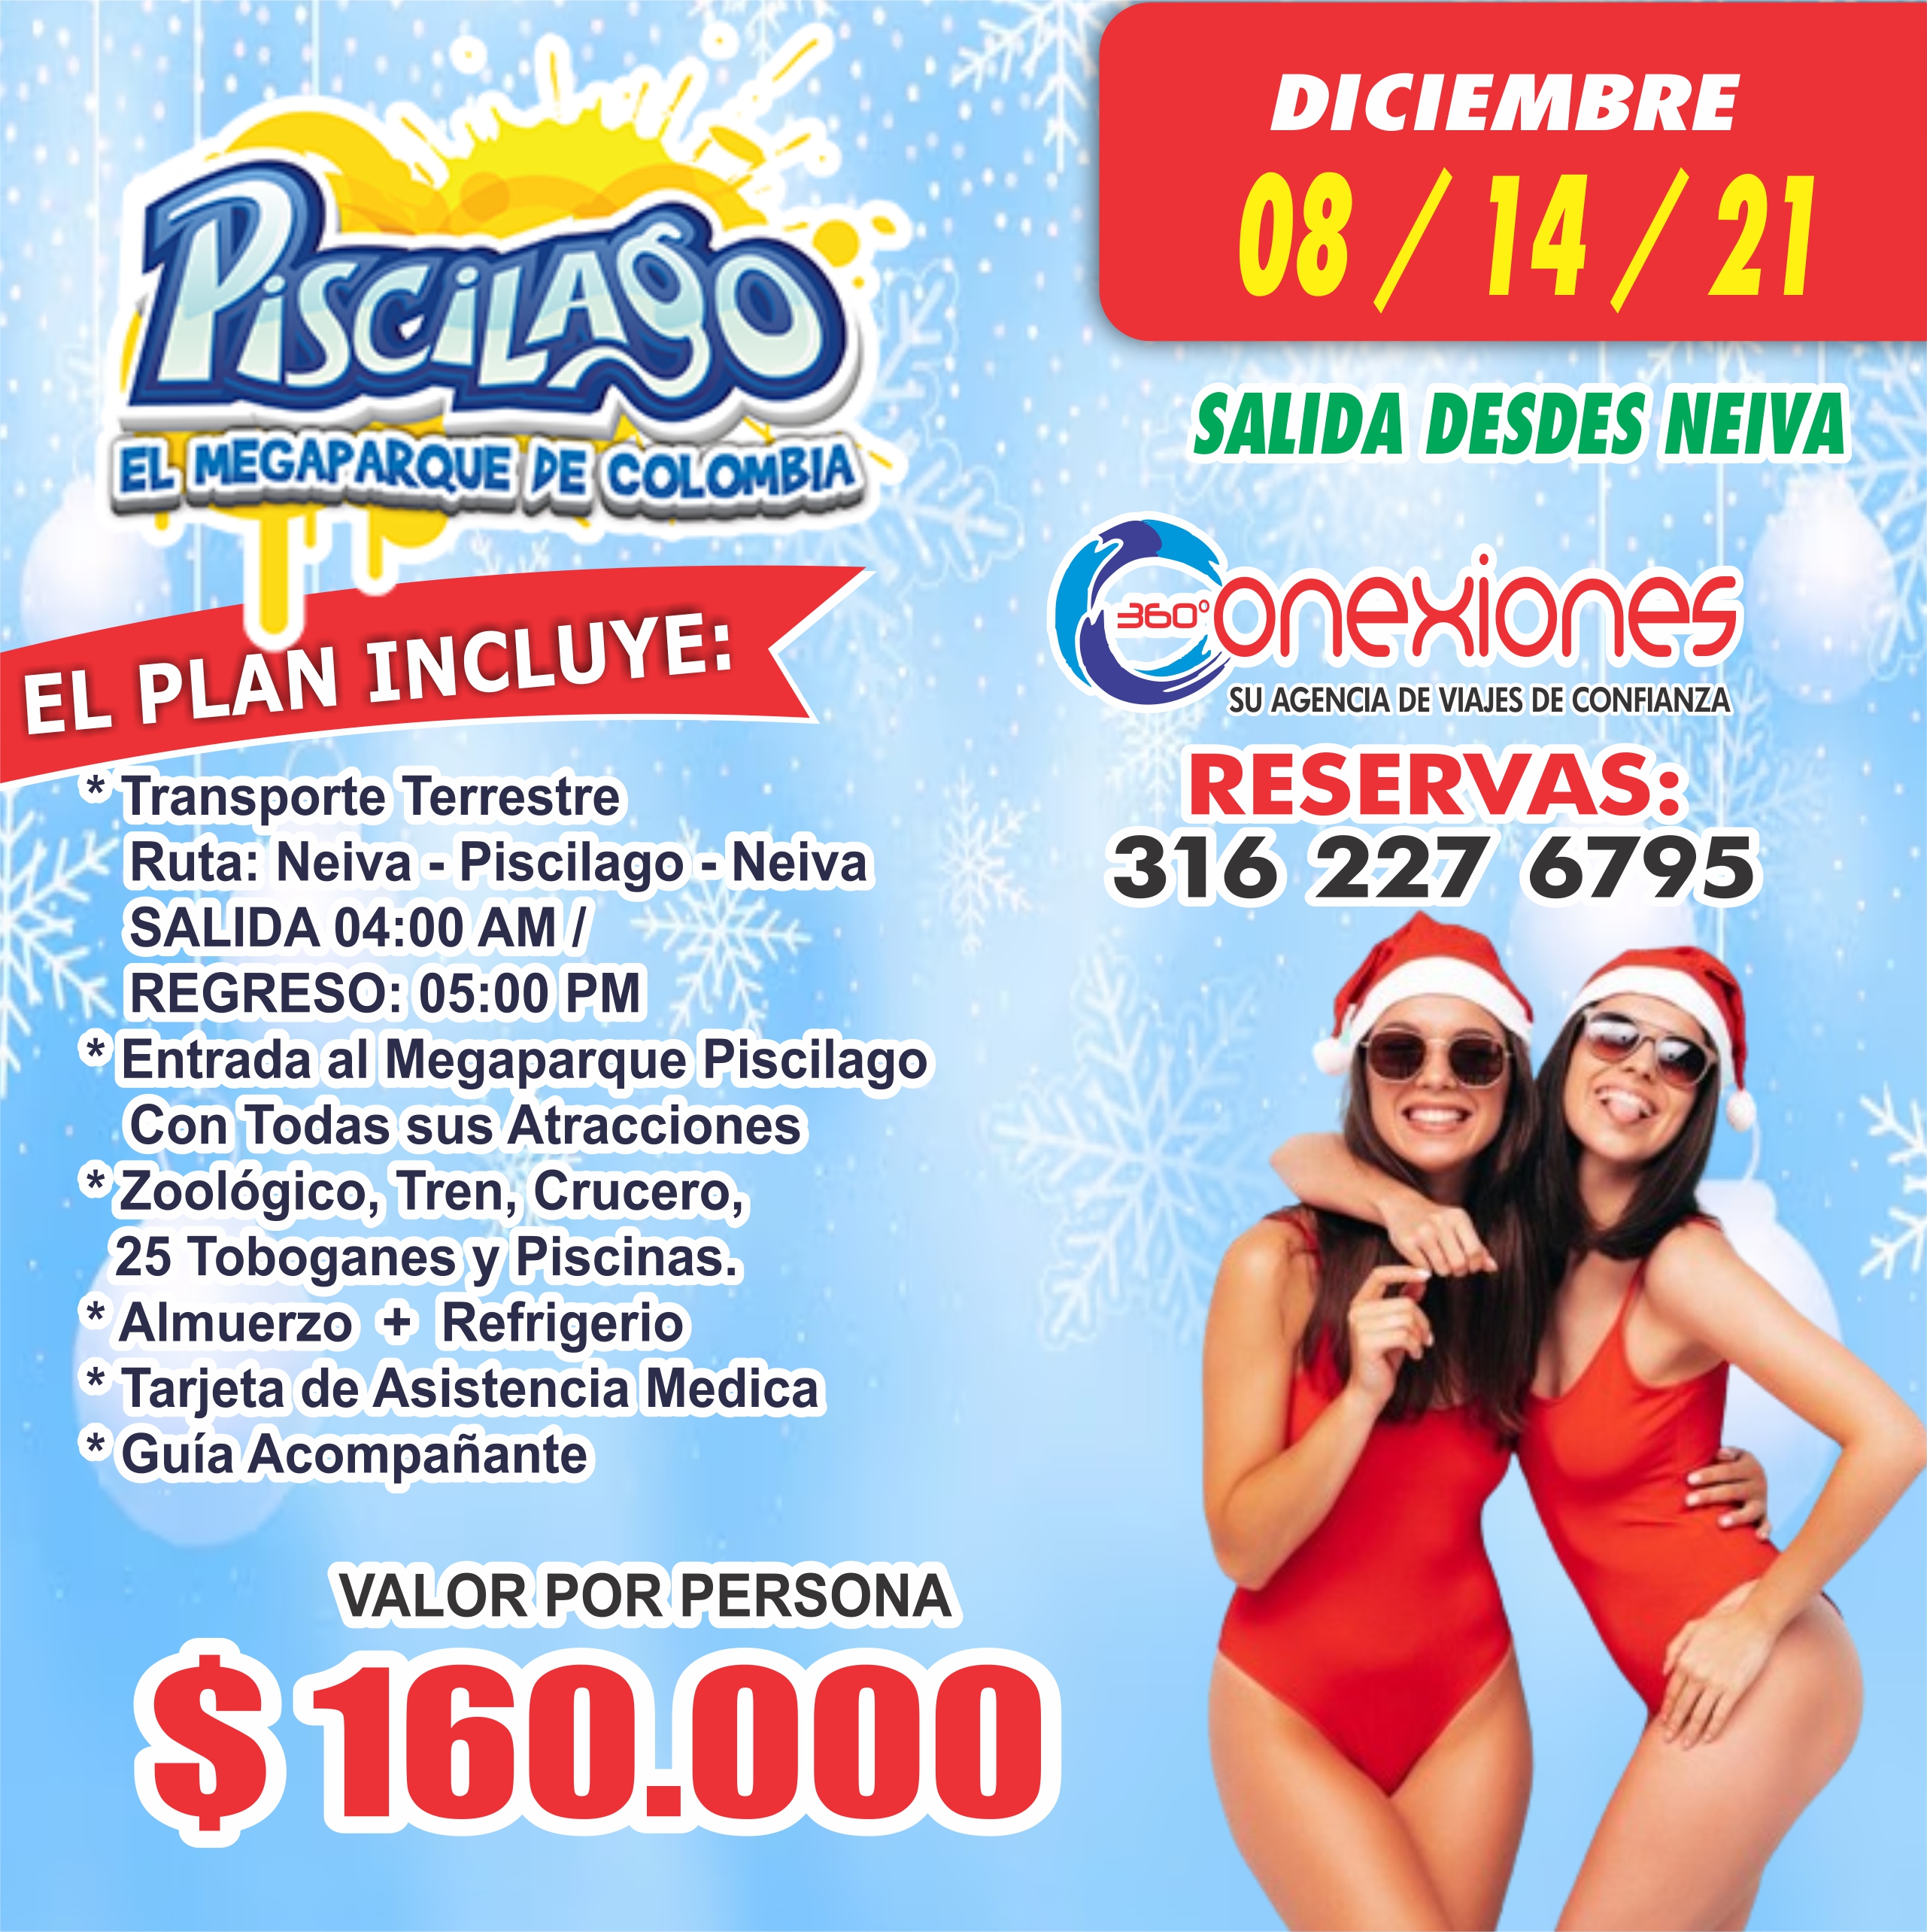 PISCILAGO
EL MEGAPARQUE DE COLOMBIA
DICIEMBRE
08 / 14 / 21
SALIDA DESDES NEIVA
360° Conexiones
SU AGENCIA DE VIAJES DE CONFIANZA
RESERVAS:
316 227 6795
EL PLAN INCLUYE:
* Transporte Terrestre
Ruta: Neiva - Piscilago - Neiva
SALIDA 04:00 AM /
REGRESO: 05:00 PM
* Entrada al Megaparque Piscilago
Con Todas sus Atracciones
* Zoológico, Tren, Crucero,
25 Toboganes y Piscinas.
* Almuerzo + Refrigerio
* Tarjeta de Asistencia Medica
* Guía Acompañante
VALOR POR PERSONA
$ 160.000